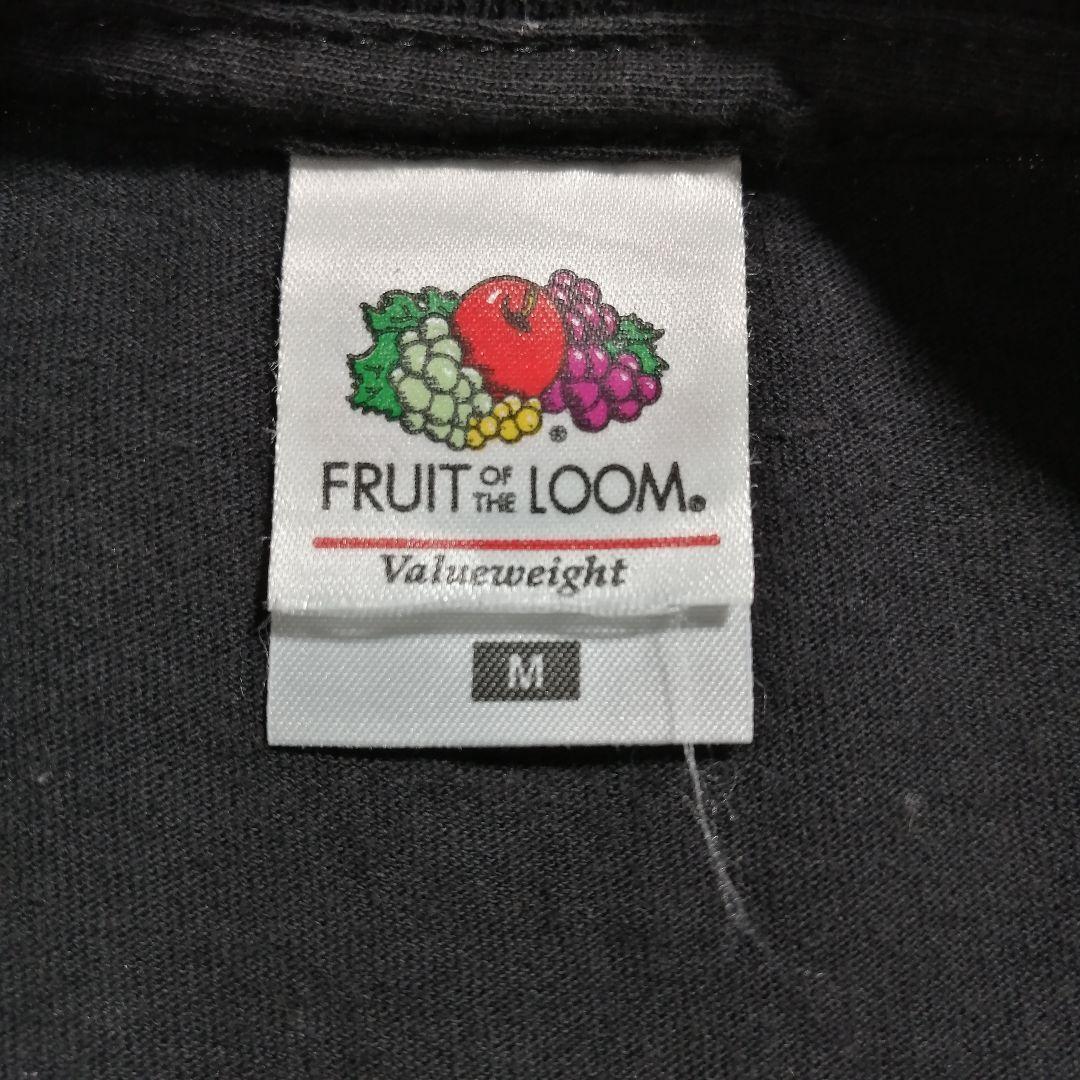 ®
FRUIT OF THE LOOM®
Valueweight
M